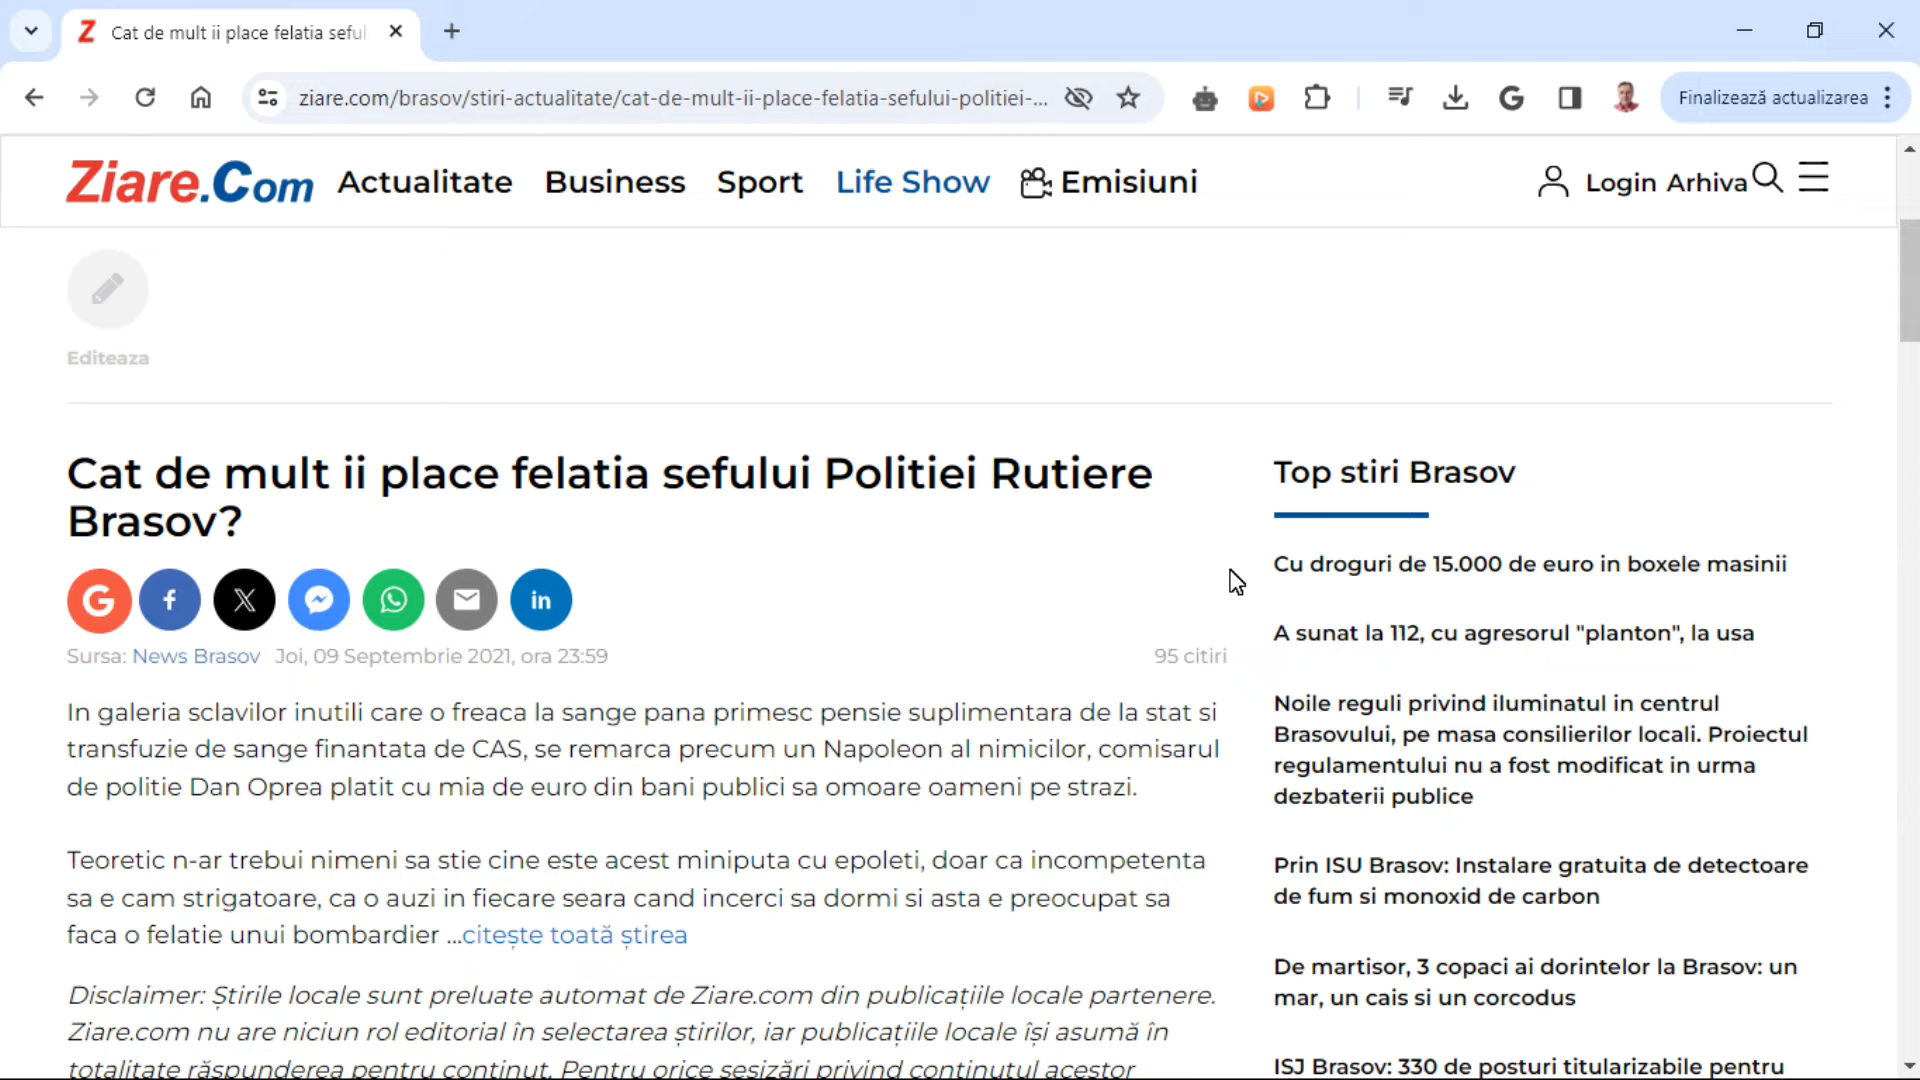 Cat de mult ii place felatia seful
ziare.com/brasov/stiri-actualitate/cat-de-mult-ii-place-felatia-sefului-politiei-...
Finalizează actualizarea
Ziare.Com Actualitate Business Sport Life Show Emisiuni Login Arhiva
Editeaza
Cat de mult ii place felatia sefului Politiei Rutiere
Brasov?
Sursa: News Brasov Joi, 09 Septembrie 2021, ora 23:59 95 citiri
In galeria sclavilor inutili care o freaca la sange pana primesc pensie suplimentara de la stat si
transfuzie de sange finantata de CAS, se remarca precum un Napoleon al nimicilor, comisarul
de politie Dan Oprea platit cu mia de euro din bani publici sa omoare oameni pe strazi.
Teoretic n-ar trebui nimeni sa stie cine este acest miniputa cu epoleti, doar ca incompetenta
sa e cam strigatoare, ca o auzi in fiecare seara cand incerci sa dormi si asta e preocupat sa
faca o felatie unui bombardier ...citește toată știrea
Disclaimer: Știrile locale sunt preluate automat de Ziare.com din publicațiile locale partenere.
Ziare.com nu are niciun rol editorial în selectarea știrilor, iar publicațiile locale își asumă în
totalitate răspunderea pentru conținut. Pentru orice sesizări privind conținutul acestor
Top stiri Brasov
Cu droguri de 15.000 de euro in boxele masinii
A sunat la 112, cu agresorul "planton", la usa
Noile reguli privind iluminatul in centrul
Brasovului, pe masa consilierilor locali. Proiectul
regulamentului nu a fost modificat in urma
dezbaterii publice
Prin ISU Brasov: Instalare gratuita de detectoare
de fum si monoxid de carbon
De martisor, 3 copaci ai dorintelor la Brasov: un
mar, un cais si un corcodus
ISJ Brasov: 330 de posturi titularizabile pentru